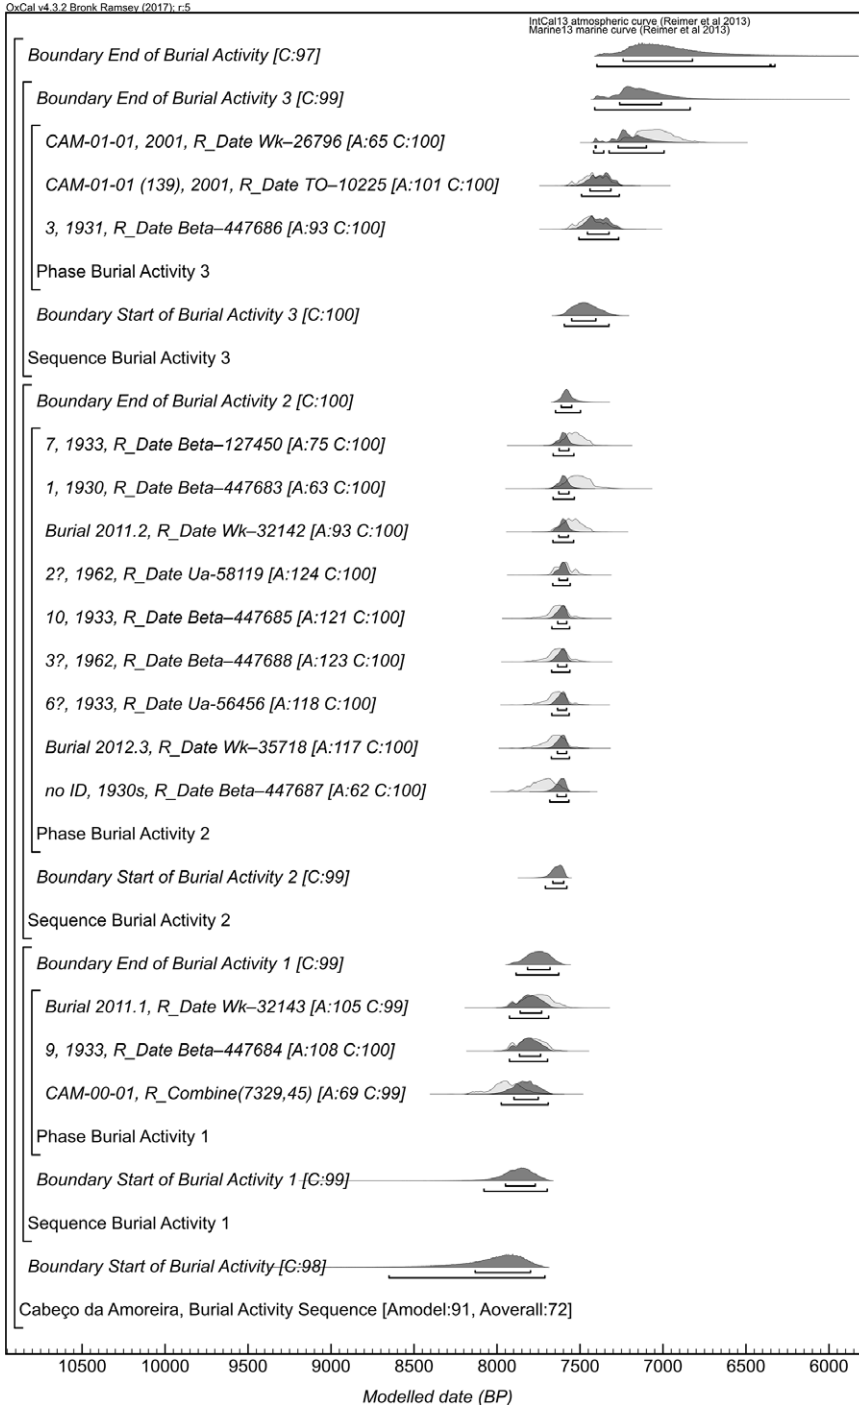 OxCal v4.3.2 Bronk Ramsey (2017); r:5
IntCal13 atmospheric curve (Reimer et al 2013)
Marine13 marine curve (Reimer et al 2013)
Boundary End of Burial Activity [C:97]
Boundary End of Burial Activity 3 [C:99]
CAM-01-01, 2001, R_Date Wk–26796 [A:65 C:100]
CAM-01-01 (139), 2001, R_Date TO–10225 [A:101 C:100]
3, 1931, R_Date Beta–447686 [A:93 C:100]
Phase Burial Activity 3
Boundary Start of Burial Activity 3 [C:100]
Sequence Burial Activity 3
Boundary End of Burial Activity 2 [C:100]
7, 1933, R_Date Beta–127450 [A:75 C:100]
1, 1930, R_Date Beta–447683 [A:63 C:100]
Burial 2011.2, R_Date Wk–32142 [A:93 C:100]
2?, 1962, R_Date Ua-58119 [A:124 C:100]
10, 1933, R_Date Beta–447685 [A:121 C:100]
3?, 1962, R_Date Beta–447688 [A:123 C:100]
6?, 1933, R_Date Ua-56456 [A:118 C:100]
Burial 2012.3, R_Date Wk–35718 [A:117 C:100]
no ID, 1930s, R_Date Beta–447687 [A:62 C:100]
Phase Burial Activity 2
Boundary Start of Burial Activity 2 [C:99]
Sequence Burial Activity 2
Boundary End of Burial Activity 1 [C:99]
Burial 2011.1, R_Date Wk–32143 [A:105 C:99]
9, 1933, R_Date Beta–447684 [A:108 C:100]
CAM-00-01, R_Combine(7329,45) [A:69 C:99]
Phase Burial Activity 1
Boundary Start of Burial Activity 1 [C:99]
Sequence Burial Activity 1
Boundary Start of Burial Activity [C:98]
Cabeço da Amoreira, Burial Activity Sequence [Amodel:91, Aoverall:72]
10500 10000 9500 9000 8500 8000 7500 7000 6500 6000
Modelled date (BP)